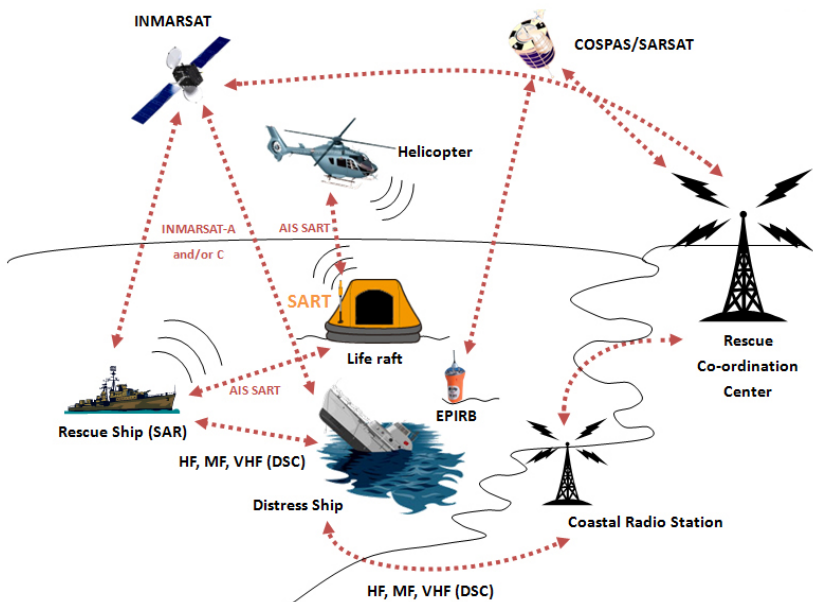 INMARSAT
COSPAS/SARSAT
Helicopter
INMARSAT-A
and/or C
AIS SART
SART
Life raft
Rescue
Co-ordination
Center
AIS SART
EPIRB
Rescue Ship (SAR)
HF, MF, VHF (DSC)
Distress Ship
Coastal Radio Station
HF, MF, VHF (DSC)